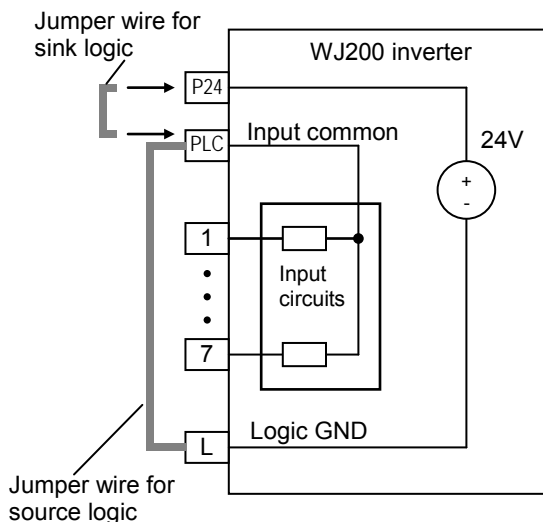 Jumper wire for
sink logic
WJ200 inverter
P24
PLC
Input common
24V
+
-
1
Input
circuits
7
L
Logic GND
Jumper wire for
source logic